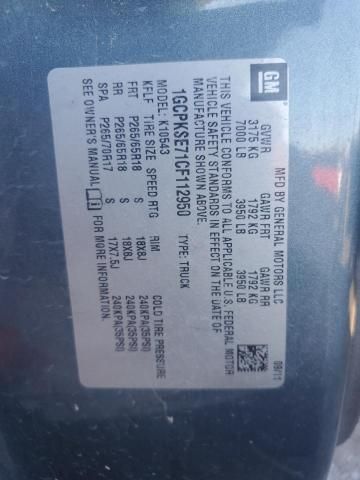 GM
MFD BY GENERAL MOTORS LLC
09/11
GVWR GAWR FRT GAWR RR
3175 KG 1792 KG 1792 KG
7000 LB 3950 LB 3950 LB
THIS VEHICLE CONFORMS TO ALL APPLICABLE U.S. FEDERAL MOTOR
VEHICLE SAFETY STANDARDS IN EFFECT ON THE DATE OF
MANUFACTURE SHOWN ABOVE.
1GCPKSE71CF112950 TYPE: TRUCK
MODEL: K10543
KFLF TIRE SIZE SPEED RTG RIM COLD TIRE PRESSURE
FRT P265/65R18 S 18X8J 240KPA(35PSI)
RR P265/65R18 S 18X8J 240KPA(35PSI)
SPA P265/70R17 S 17X7.5J 240KPA(35PSI)
SEE OWNER'S MANUAL FOR MORE INFORMATION.